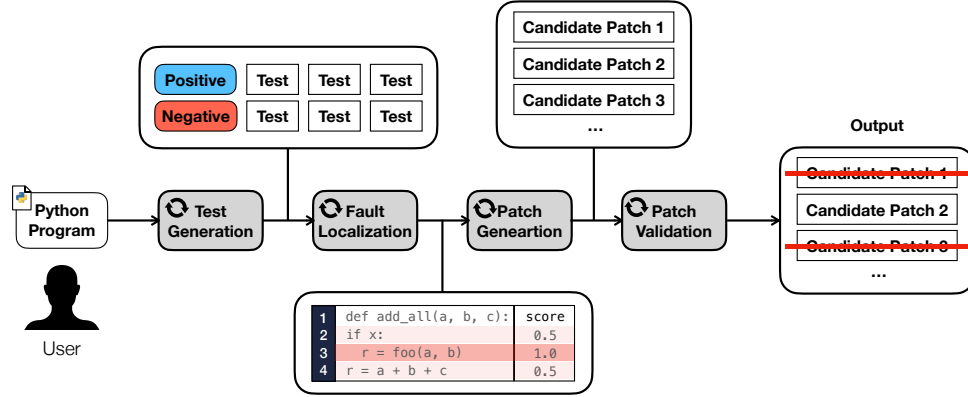 Candidate Patch 1
Candidate Patch 2
Candidate Patch 3
...
Positive Test Test Test
Negative Test Test Test
Output
Candidate Patch 1
Candidate Patch 2
Candidate Patch 3
...
Python
Program
Test
Generation
Fault
Localization
Patch
Geneartion
Patch
Validation
User
1 def add_all(a, b, c): score
2 if x: 0.5
3 r = foo(a, b) 1.0
4 r = a + b + c 0.5